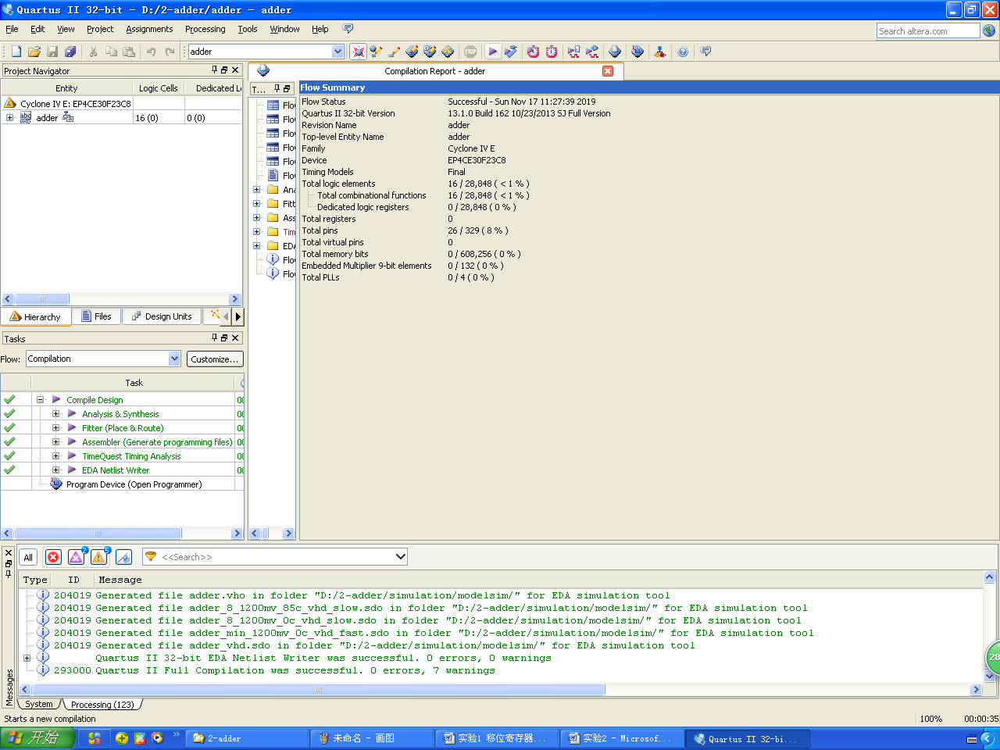 Quartus II 32-bit - D:/2-adder/adder - adder
File Edit View Project Assignments Processing Tools Window Help
Search altera.com
adder
Project Navigator
Entity Logic Cells Dedicated L
Cyclone IV E: EP4CE30F23C8
adder 16 (0) 0 (0)
Hierarchy Files Design Units
Tasks
Flow: Compilation Customize...
Task
Compile Design 00
Analysis & Synthesis 00
Fitter (Place & Route) 00
Assembler (Generate programming files) 00
TimeQuest Timing Analysis 00
EDA Netlist Writer 00
Program Device (Open Programmer)
Compilation Report - adder
T...
Flo
Flo
Flo
Flo
Flo
Flo
Ana
Fitt
Ass
Tim
EDA
Flo
Flo
Flow Summary
Flow Status Successful - Sun Nov 17 11:27:39 2019
Quartus II 32-bit Version 13.1.0 Build 162 10/23/2013 SJ Full Version
Revision Name adder
Top-level Entity Name adder
Family Cyclone IV E
Device EP4CE30F23C8
Timing Models Final
Total logic elements 16 / 28,848 ( < 1 % )
Total combinational functions 16 / 28,848 ( < 1 % )
Dedicated logic registers 0 / 28,848 ( 0 % )
Total registers 0
Total pins 26 / 329 ( 8 % )
Total virtual pins 0
Total memory bits 0 / 608,256 ( 0 % )
Embedded Multiplier 9-bit elements 0 / 132 ( 0 % )
Total PLLs 0 / 4 ( 0 % )
All 2 5 <<Search>>
Type ID Message
204019 Generated file adder.vho in folder "D:/2-adder/simulation/modelsim/" for EDA simulation tool
204019 Generated file adder_8_1200mv_85c_vhd_slow.sdo in folder "D:/2-adder/simulation/modelsim/" for EDA simulation tool
204019 Generated file adder_8_1200mv_0c_vhd_slow.sdo in folder "D:/2-adder/simulation/modelsim/" for EDA simulation tool
204019 Generated file adder_min_1200mv_0c_vhd_fast.sdo in folder "D:/2-adder/simulation/modelsim/" for EDA simulation tool
204019 Generated file adder_vhd.sdo in folder "D:/2-adder/simulation/modelsim/" for EDA simulation tool
Quartus II 32-bit EDA Netlist Writer was successful. 0 errors, 0 warnings
293000 Quartus II Full Compilation was successful. 0 errors, 7 warnings
28
Messages
System Processing (123)
Starts a new compilation 100% 00:00:35
开始 2-adder 未命名 - 画图 实验1 移位寄存器... 实验2 - Microsof... Quartus II 32-bi...